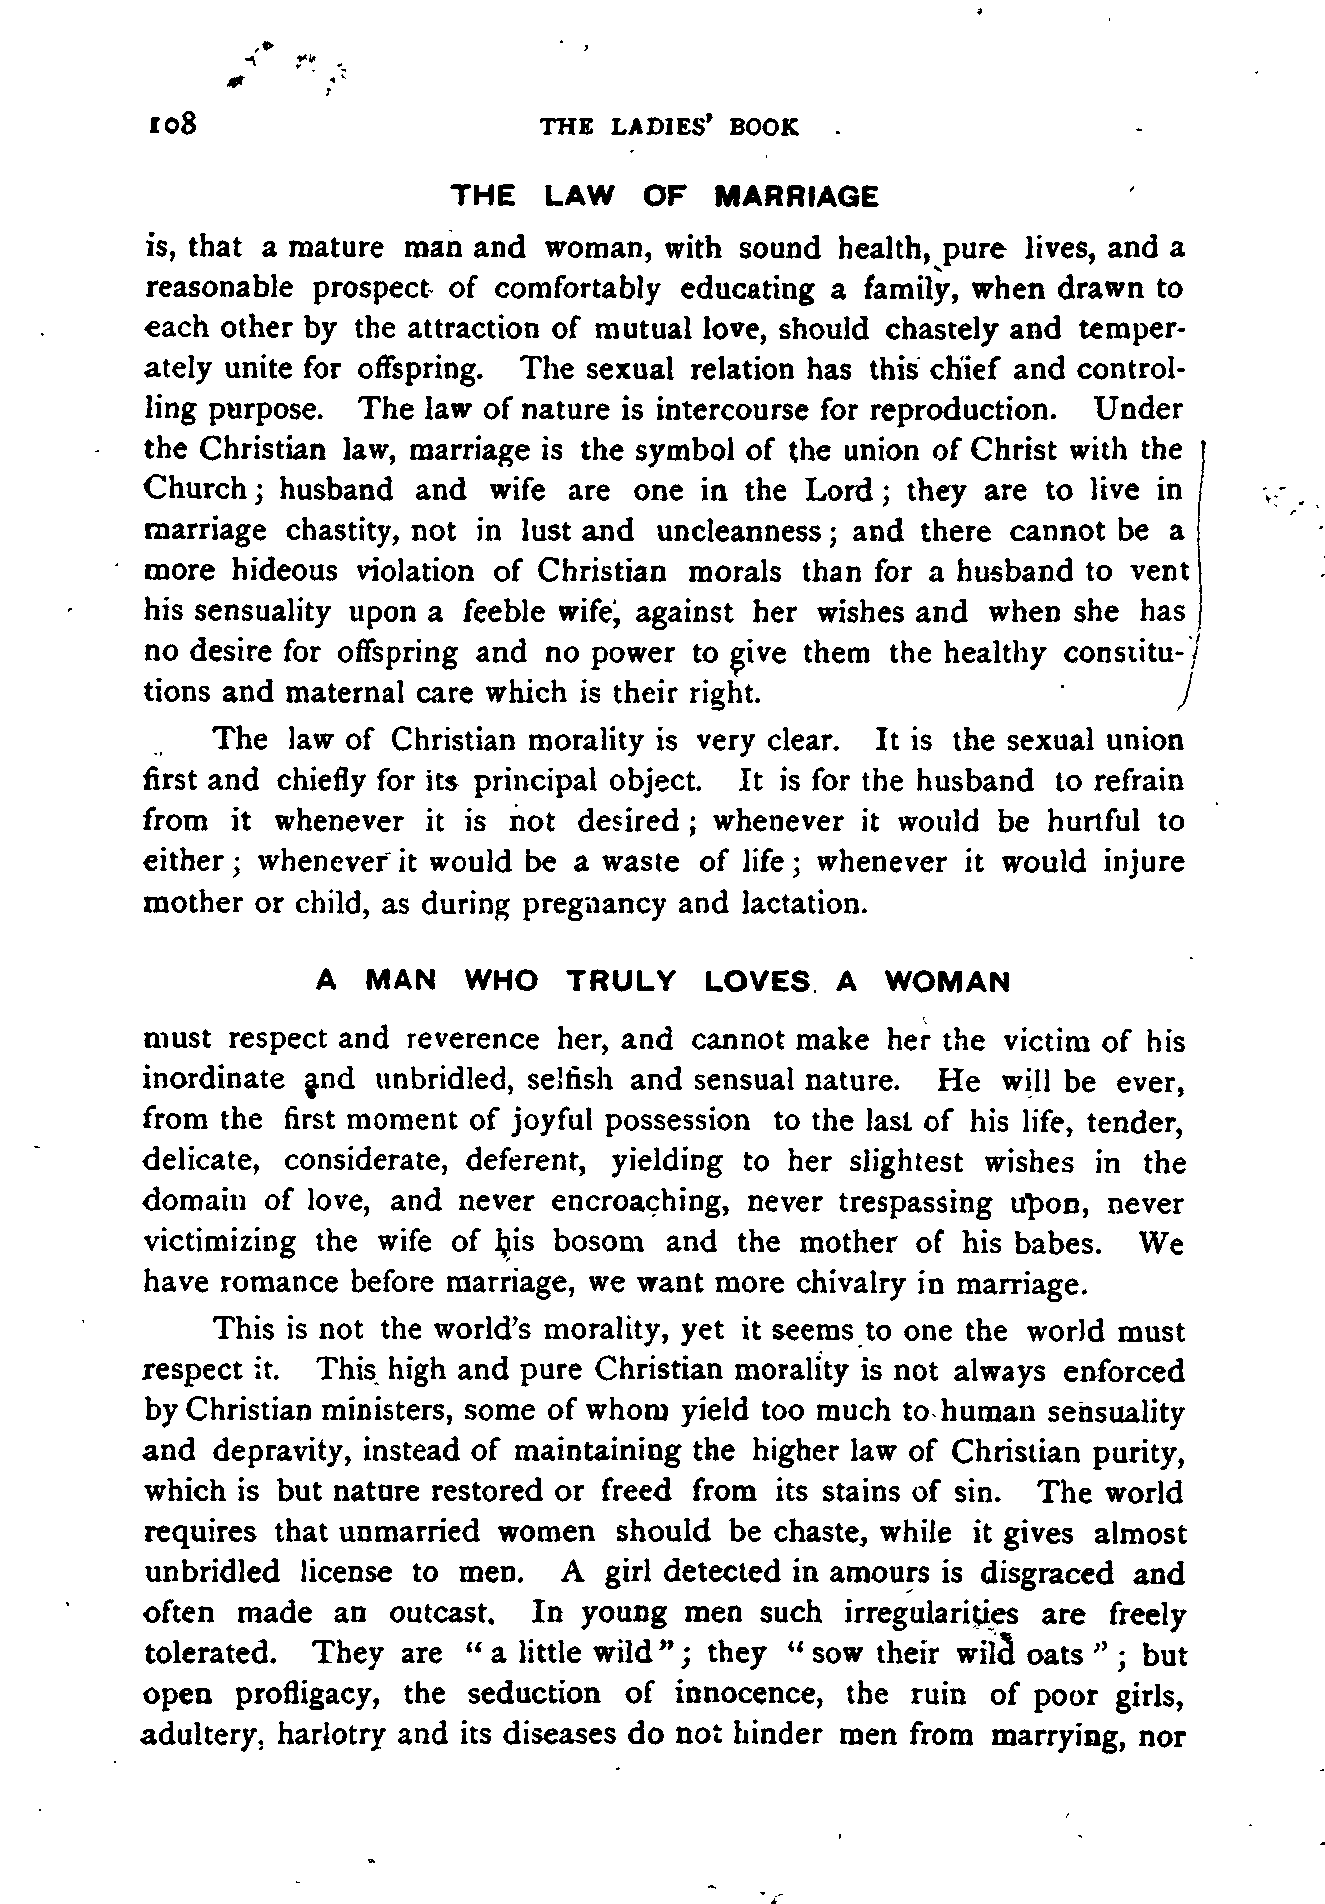 108 THE LADIES' BOOK
THE LAW OF MARRIAGE
is, that a mature man and woman, with sound health, pure lives, and a
reasonable prospect of comfortably educating a family, when drawn to
each other by the attraction of mutual love, should chastely and temper-
ately unite for offspring. The sexual relation has this chief and control-
ling purpose. The law of nature is intercourse for reproduction. Under
the Christian law, marriage is the symbol of the union of Christ with the
Church; husband and wife are one in the Lord; they are to live in
marriage chastity, not in lust and uncleanness; and there cannot be a
more hideous violation of Christian morals than for a husband to vent
his sensuality upon a feeble wife, against her wishes and when she has
no desire for offspring and no power to give them the healthy constitu-
tions and maternal care which is their right.
The law of Christian morality is very clear. It is the sexual union
first and chiefly for its principal object. It is for the husband to refrain
from it whenever it is not desired; whenever it would be hurtful to
either; whenever it would be a waste of life; whenever it would injure
mother or child, as during pregnancy and lactation.
A MAN WHO TRULY LOVES A WOMAN
must respect and reverence her, and cannot make her the victim of his
inordinate and unbridled, selfish and sensual nature. He will be ever,
from the first moment of joyful possession to the last of his life, tender,
delicate, considerate, deferent, yielding to her slightest wishes in the
domain of love, and never encroaching, never trespassing upon, never
victimizing the wife of his bosom and the mother of his babes. We
have romance before marriage, we want more chivalry in marriage.
This is not the world's morality, yet it seems to one the world must
respect it. This high and pure Christian morality is not always enforced
by Christian ministers, some of whom yield too much to human sensuality
and depravity, instead of maintaining the higher law of Christian purity,
which is but nature restored or freed from its stains of sin. The world
requires that unmarried women should be chaste, while it gives almost
unbridled license to men. A girl detected in amours is disgraced and
often made an outcast. In young men such irregularities are freely
tolerated. They are "a little wild"; they "sow their wild oats"; but
open profligacy, the seduction of innocence, the ruin of poor girls,
adultery, harlotry and its diseases do not hinder men from marrying, nor